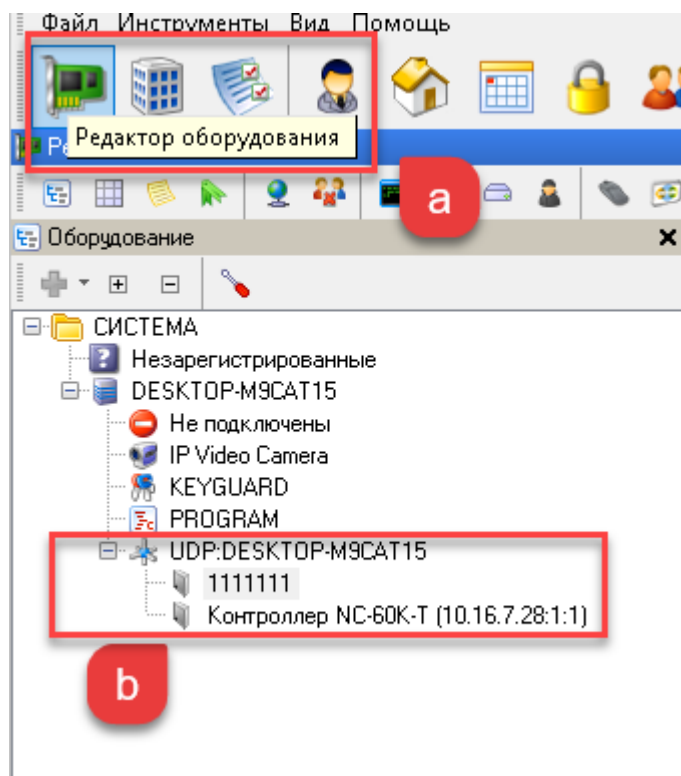 Файл Инструменты Вид Помощь
Редактор оборудования
a
Оборудование
СИСТЕМА
Незарегистрированные
DESKTOP-M9CAT15
Не подключены
IP Video Camera
KEYGUARD
PROGRAM
UDP:DESKTOP-M9CAT15
1111111
Контроллер NC-60K-T (10.16.7.28:1:1)
b